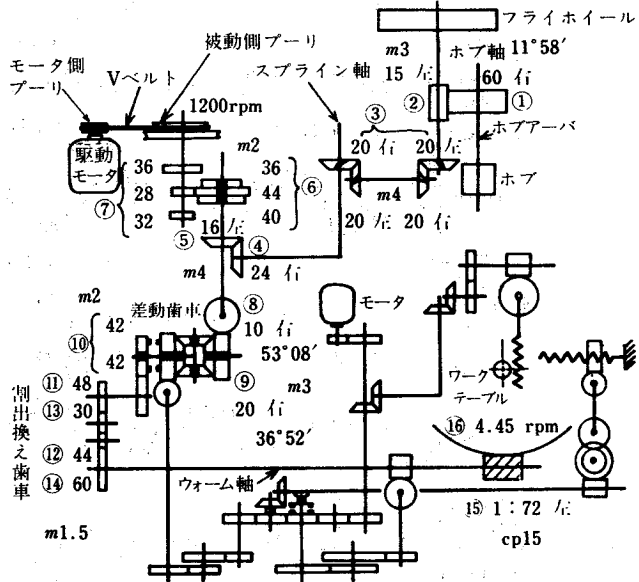 フライホイール
被動側プーリ
m3
ホブ軸 11°58′
モータ側
プーリ
Vベルト
スプライン軸
15 左
60 右
② ①
1200rpm
③
20 右 20 左
ホブアーバ
m2
駆動
モータ
36
28
32
⑦
36
44
40
⑥
m4
ホブ
20 左 20 右
⑤ 16 左 ④
m4
24 右
m2
差動歯車
⑧
モータ
10 右
⑩
42
42
53°08′
⑨
m3
ワーク
テーブル
割出換え歯車
⑪ 48
⑬ 30
⑫ 44
⑭ 60
20 右
36°52′
⑯ 4.45 rpm
ウォーム軸
⑮ 1:72 左
m1.5
cp15